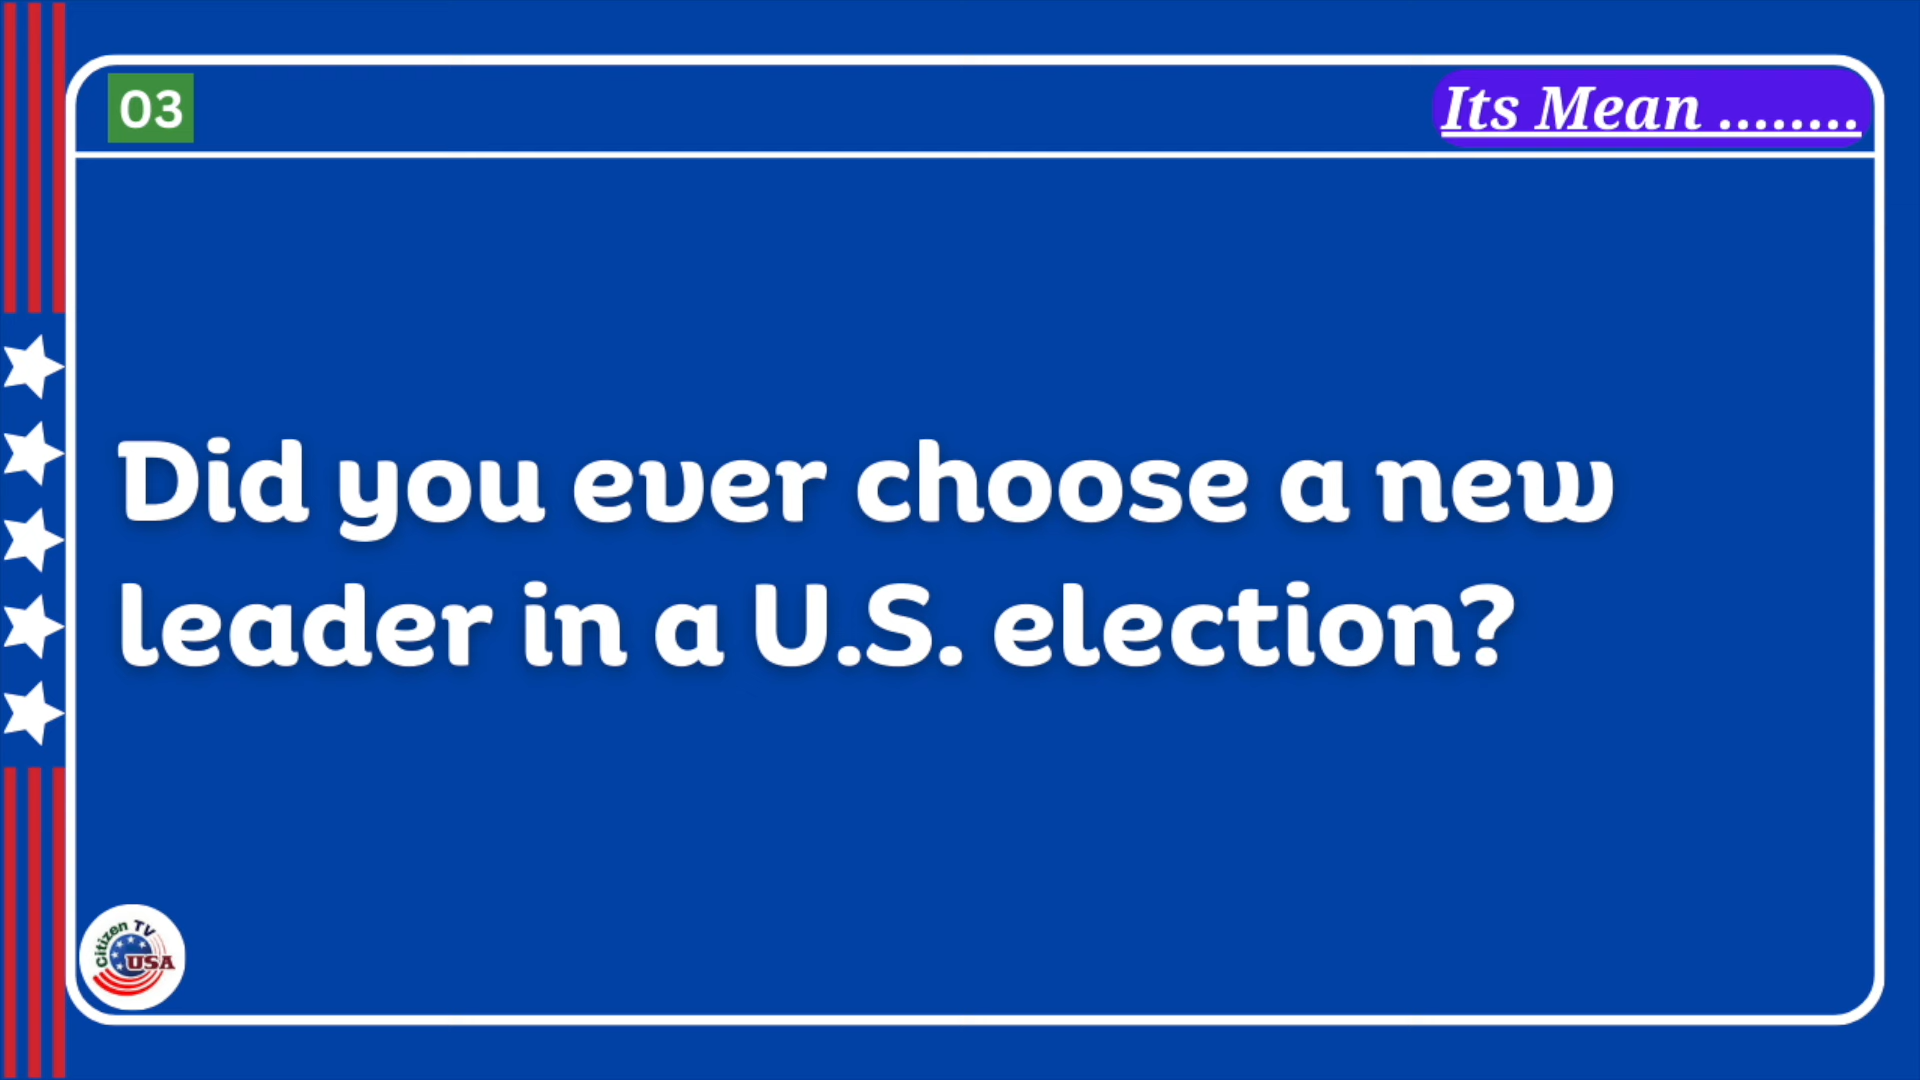 03
Its Mean ........
Did you ever choose a new
leader in a U.S. election?
Citizen TV
USA